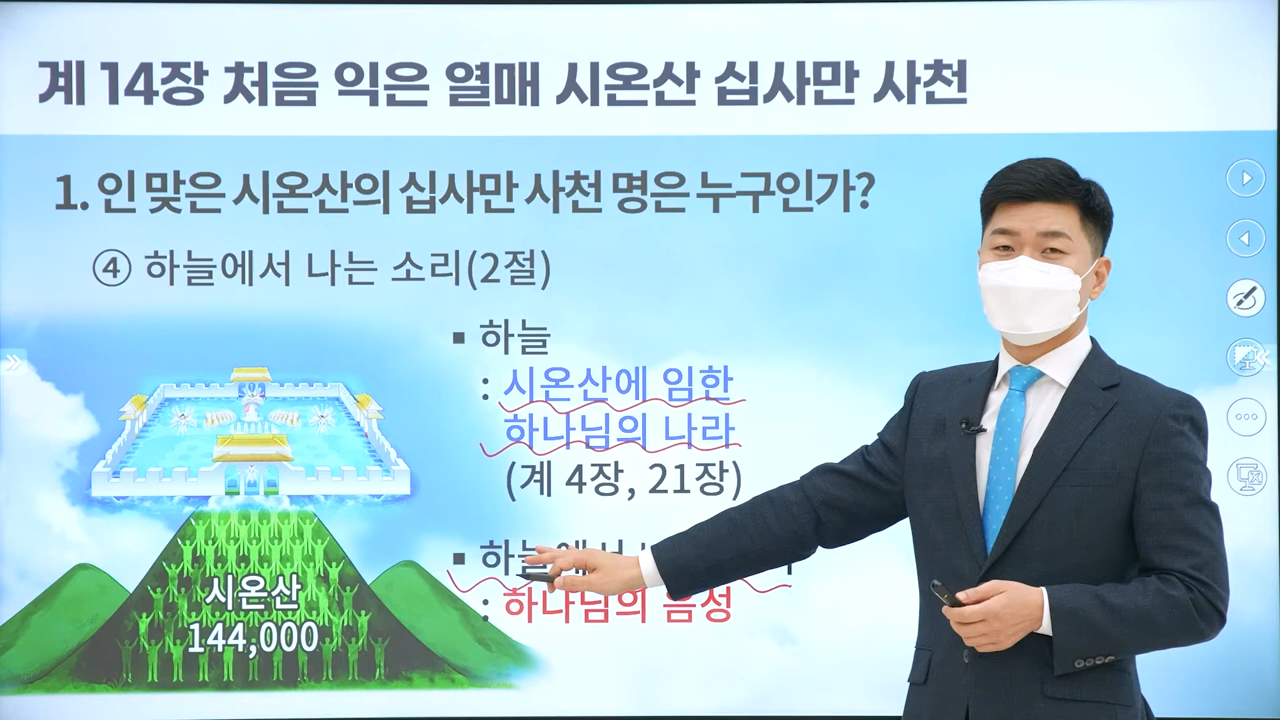 계 14장 처음 익은 열매 시온산 십사만 사천
1. 인 맞은 시온산의 십사만 사천 명은 누구인가?
④ 하늘에서 나는 소리(2절)
▪ 하늘
: 시온산에 임한
하나님의 나라
(계 4장, 21장)
▪ 하늘에서
: 하나님의 음성
시온산
144,000